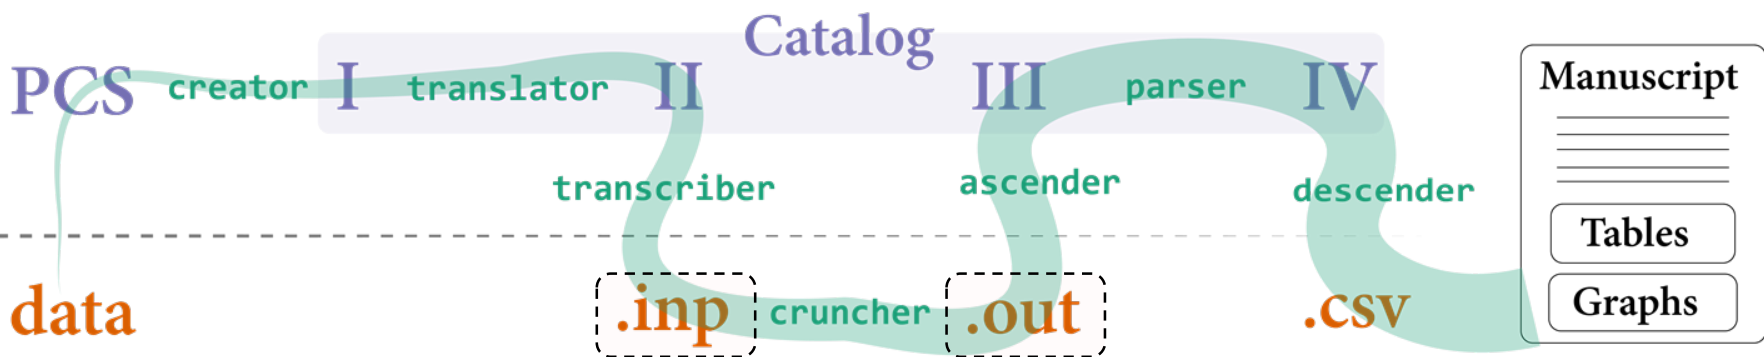 Catalog
PCS creator I translator II III parser IV
Manuscript
transcriber ascender descender
Tables
data .inp cruncher .out .csv
Graphs